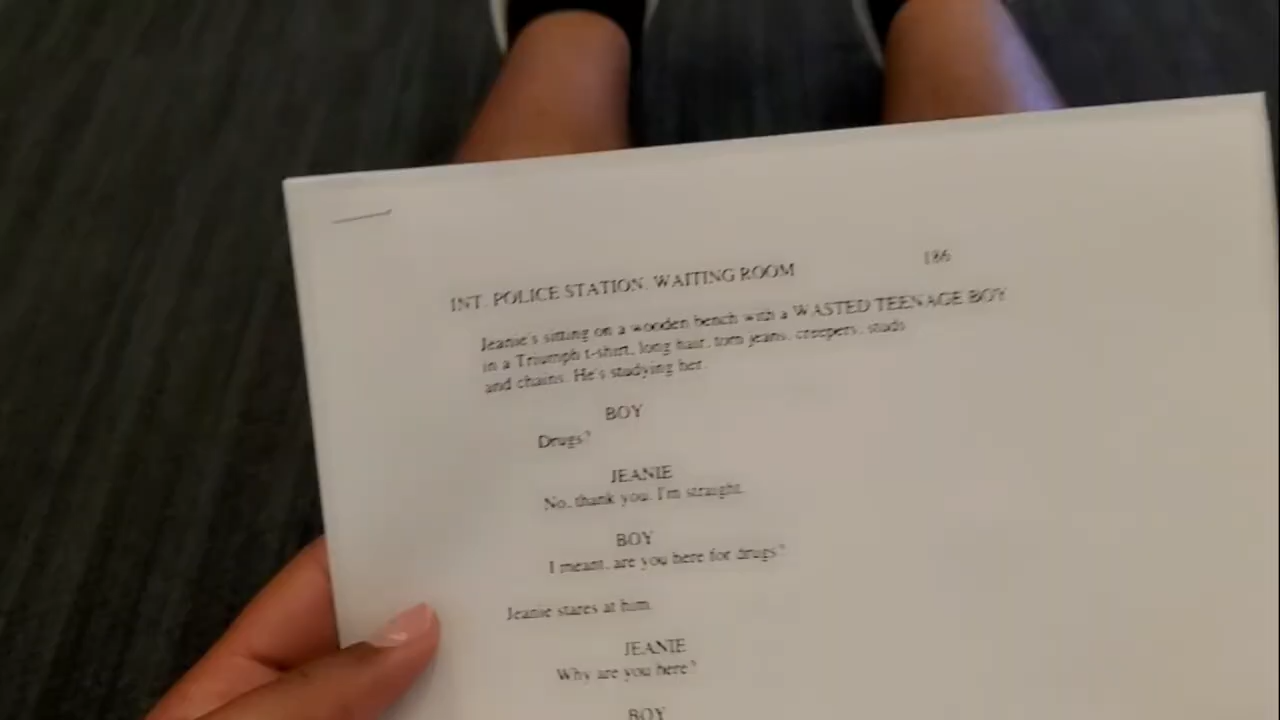 INT. POLICE STATION. WAITING ROOM 186
Jeanie's sitting on a wooden bench with a WASTED TEENAGE BOY
in a Triumph t-shirt, long hair, torn jeans, creepers, studs
and chains. He's studying her.
BOY
Drugs?
JEANIE
No, thank you. I'm straight.
BOY
I meant, are you here for drugs?
Jeanie stares at him.
JEANIE
Why are you here?
BOY